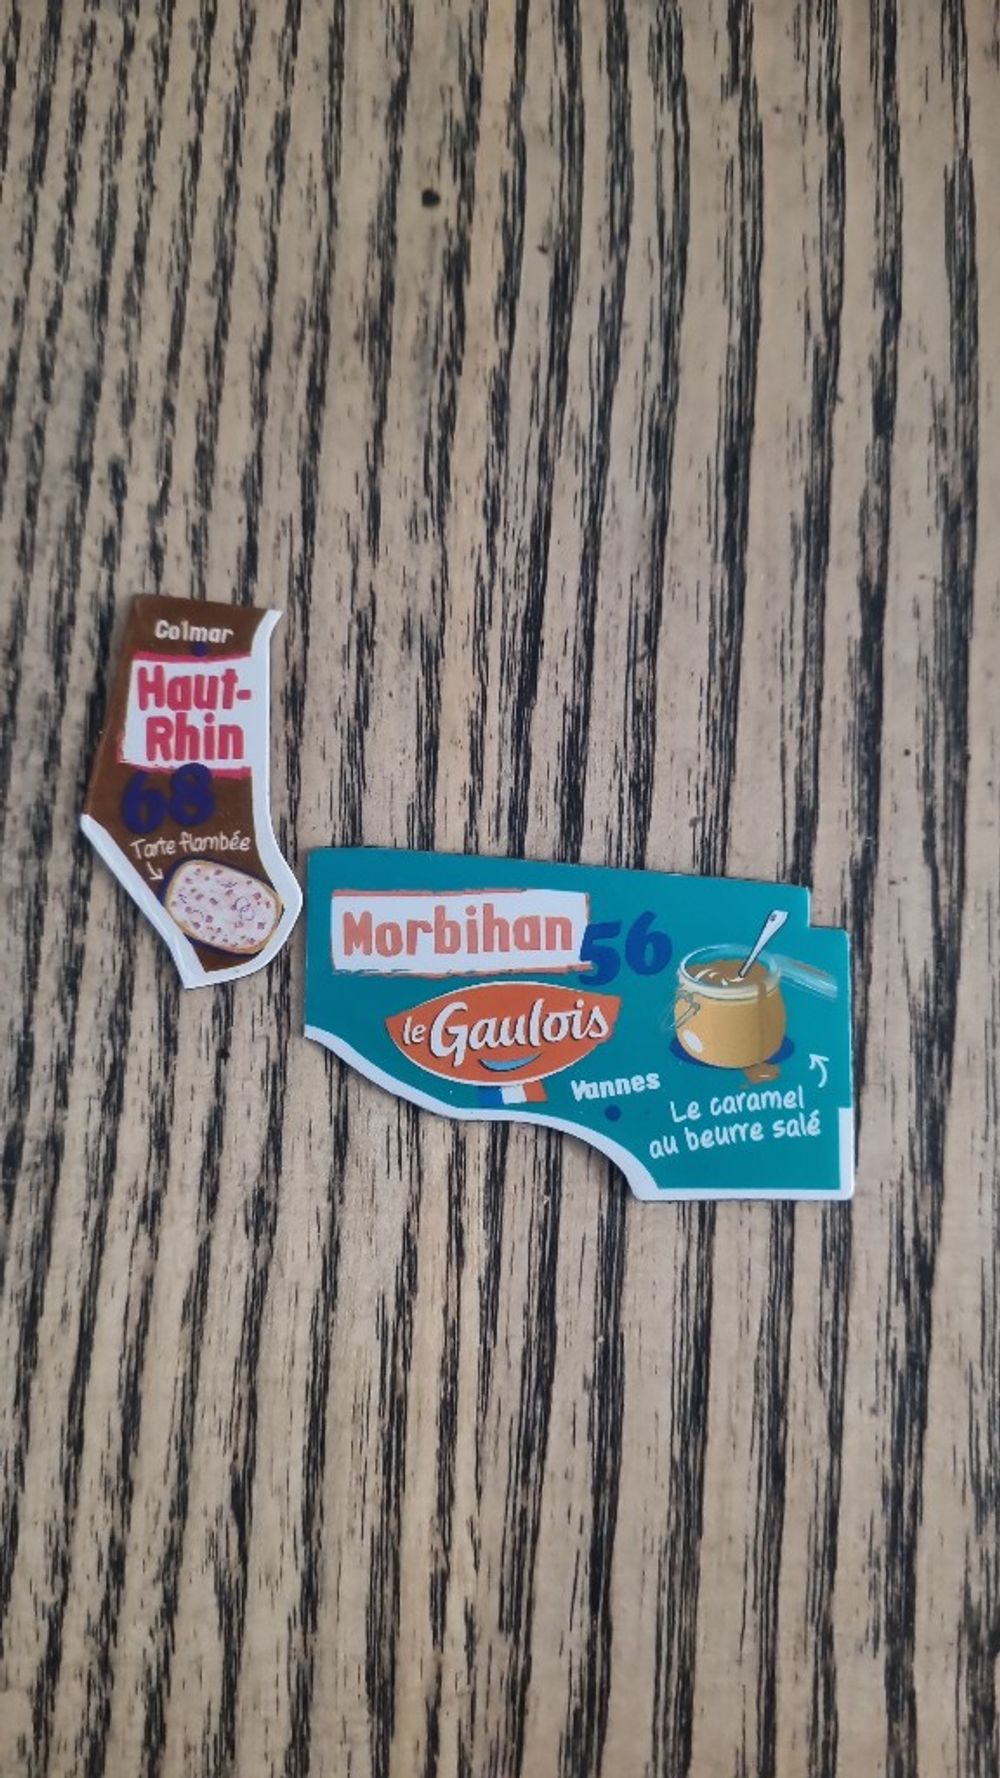 Colmar
Haut-
Rhin
68
Tarte flambée
Morbihan 56
le Gaulois
Vannes
Le caramel
au beurre salé